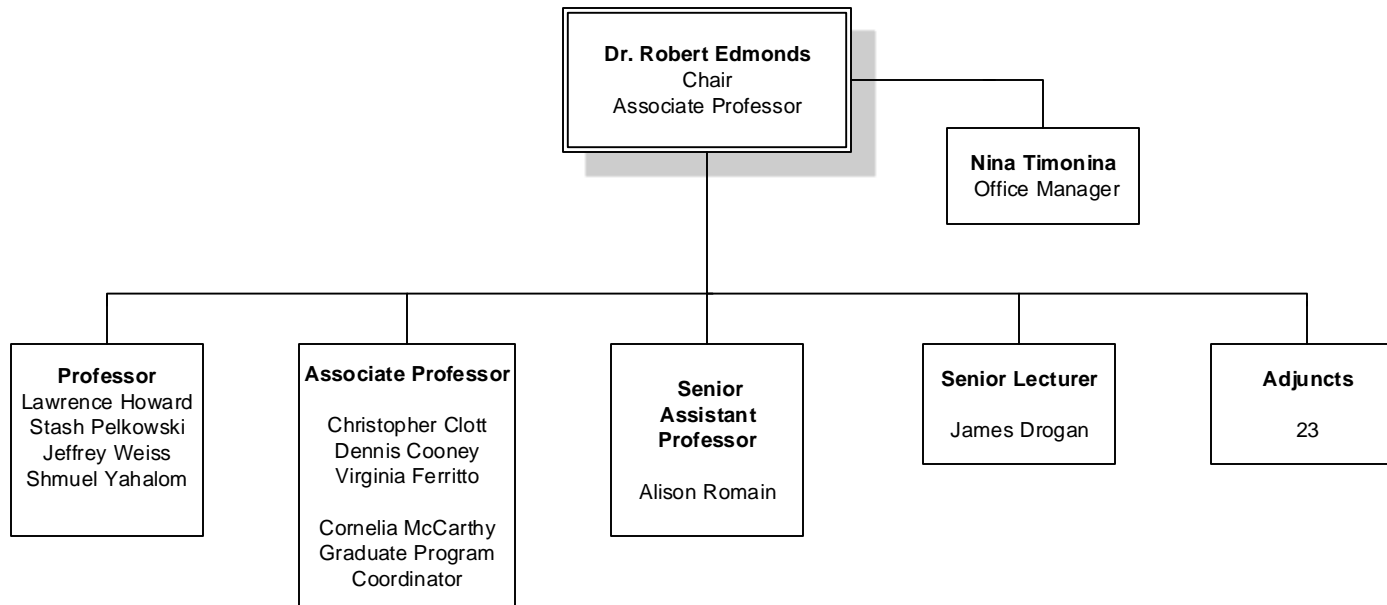 Dr. Robert Edmonds
Chair
Associate Professor
Nina Timonina
Office Manager
Professor
Lawrence Howard
Stash Pelkowski
Jeffrey Weiss
Shmuel Yahalom
Associate Professor
Christopher Clott
Dennis Cooney
Virginia Ferritto
Cornelia McCarthy
Graduate Program
Coordinator
Senior
Assistant
Professor
Alison Romain
Senior Lecturer
James Drogan
Adjuncts
23